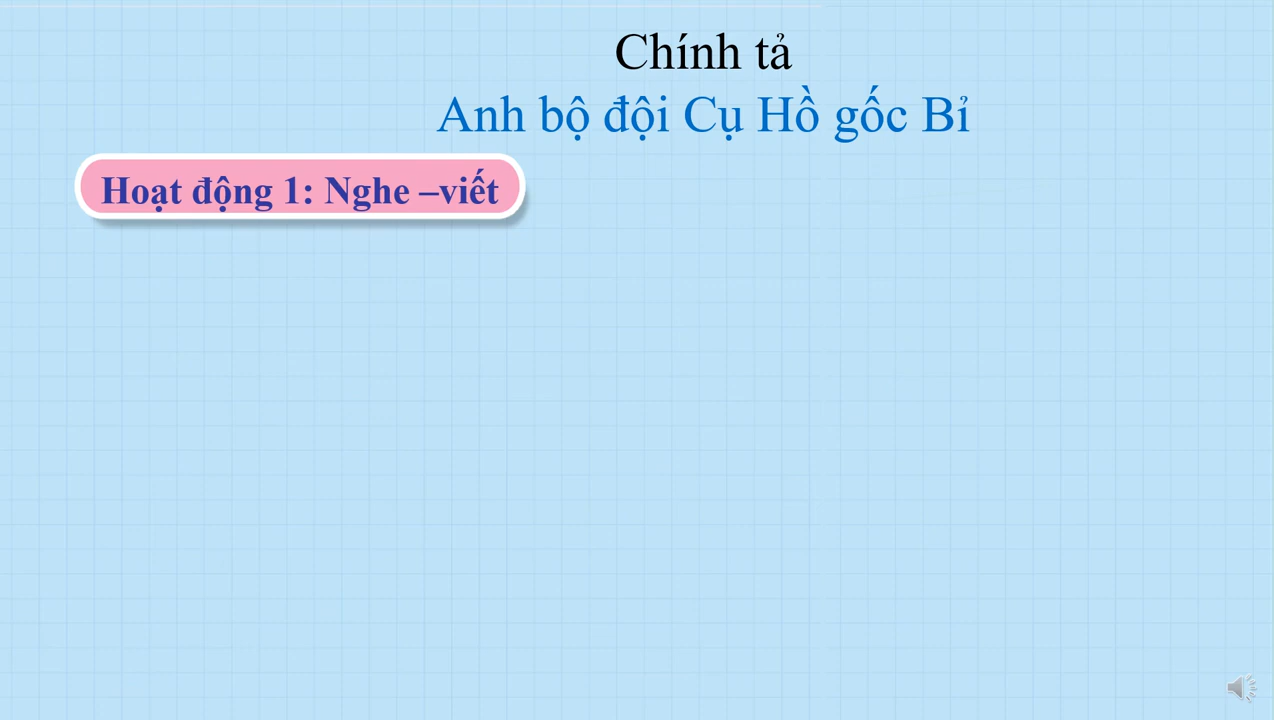 Chính tả
Anh bộ đội Cụ Hồ gốc Bỉ
Hoạt động 1: Nghe –viết